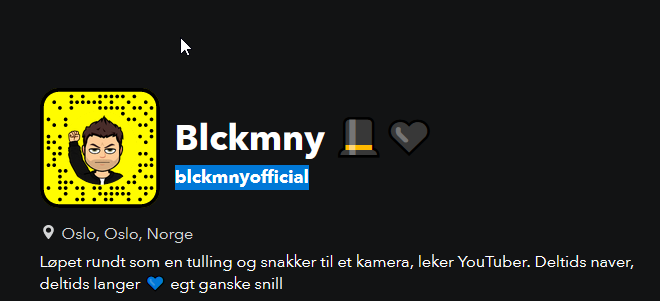 Blckmny 🎩🖤
blckmnyofficial
Oslo, Oslo, Norge
Løpet rundt som en tulling og snakker til et kamera, leker YouTuber. Deltids naver,
deltids langer 💙 egt ganske snill